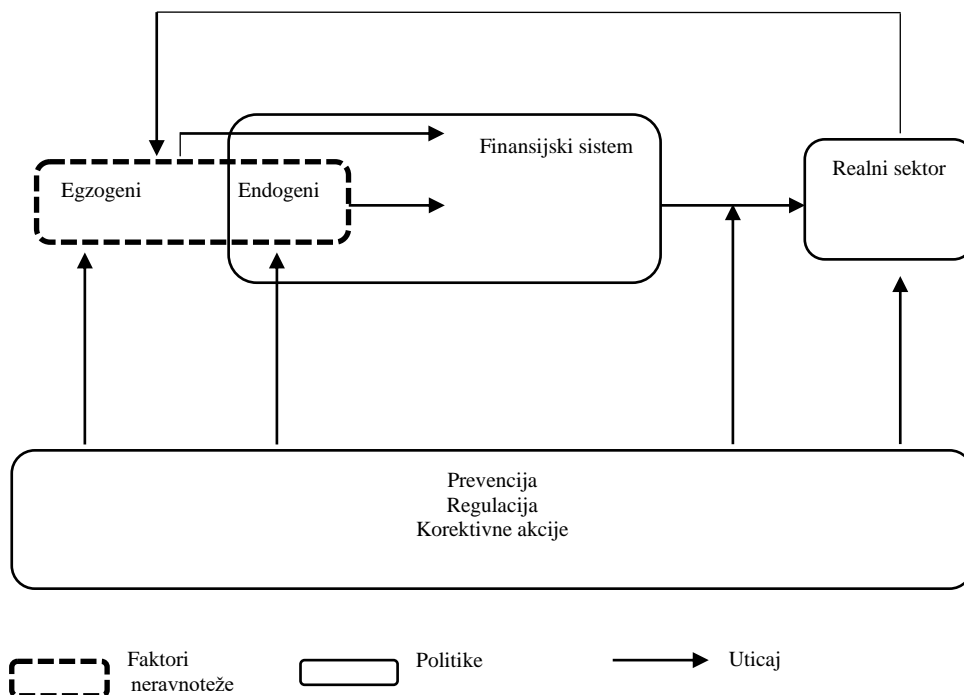 Finansijski sistem
Realni sektor
Egzogeni
Endogeni
Prevencija
Regulacija
Korektivne akcije
Faktori
neravnoteže
Politike
Uticaj